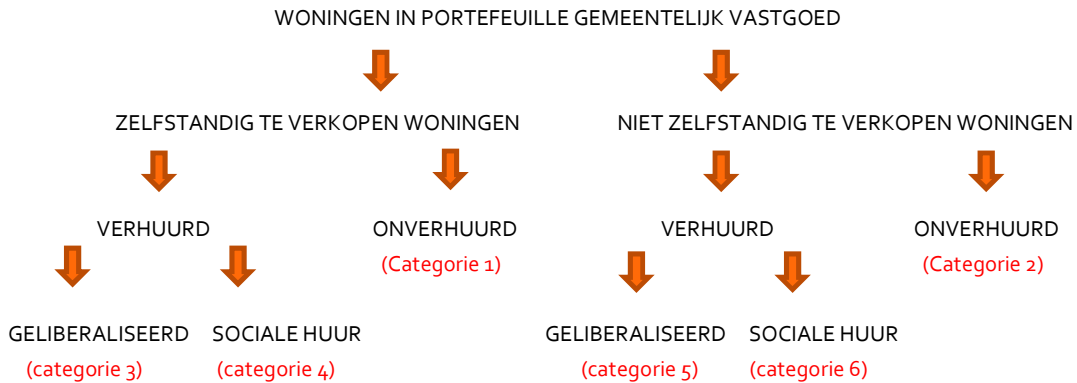 WONINGEN IN PORTEFEUILLE GEMEENTELIJK VASTGOED
ZELFSTANDIG TE VERKOPEN WONINGEN
NIET ZELFSTANDIG TE VERKOPEN WONINGEN
VERHUURD
ONVERHUURD
(Categorie 1)
VERHUURD
ONVERHUURD
(Categorie 2)
GELIBERALISEERD
(categorie 3)
SOCIALE HUUR
(categorie 4)
GELIBERALISEERD
(categorie 5)
SOCIALE HUUR
(categorie 6)